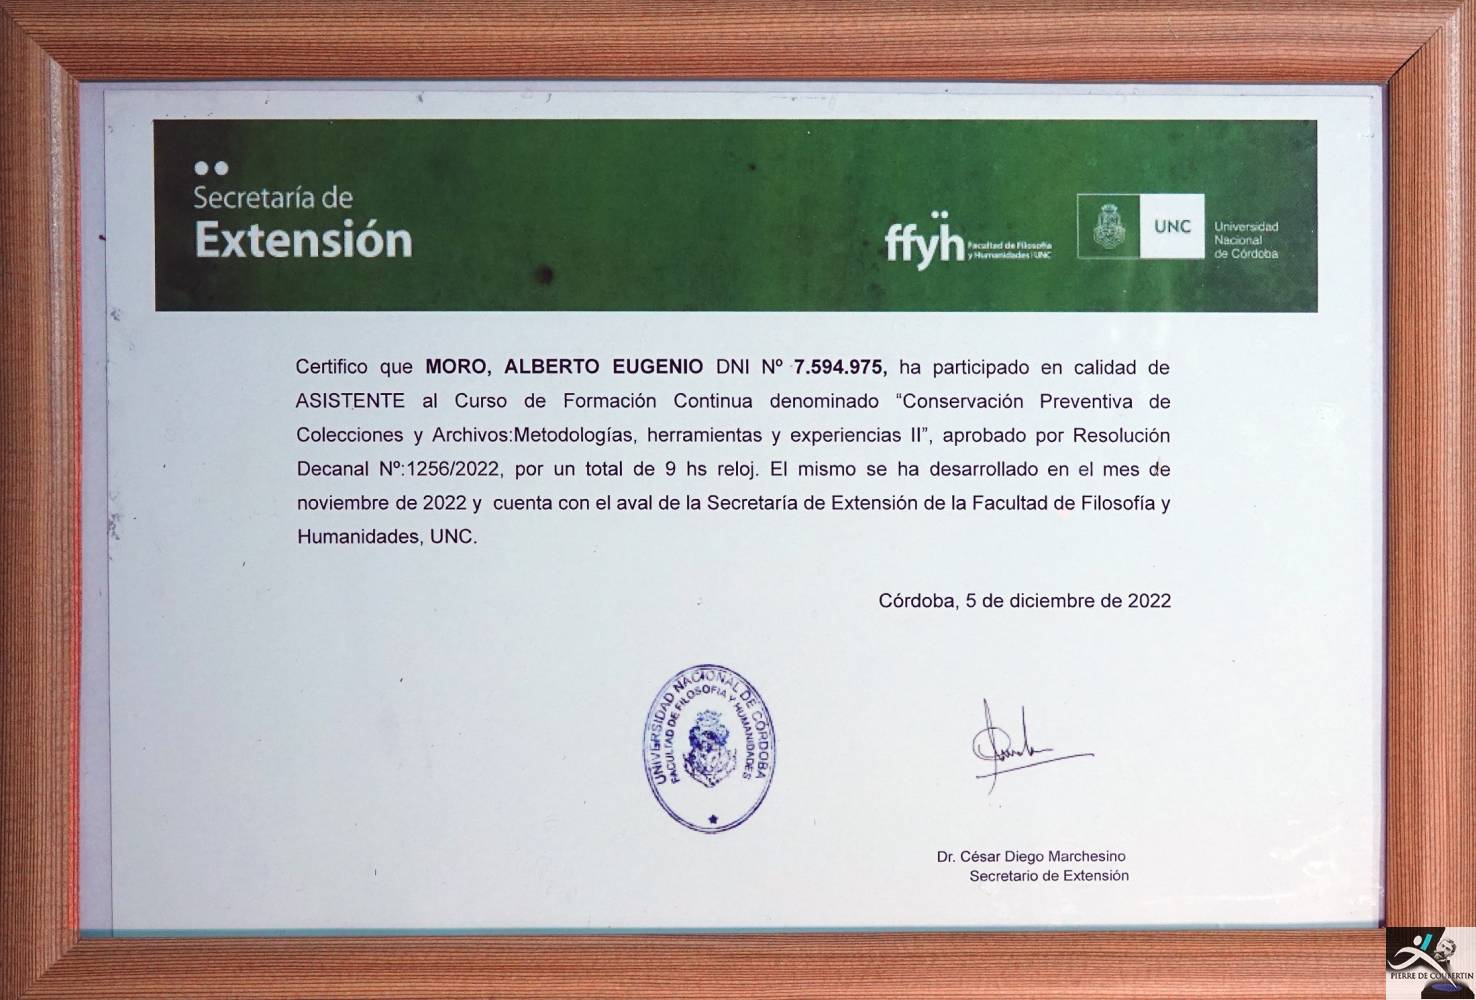 Secretaría de
Extensión
ffyh
Facultad de Filosofía
y Humanidades | UNC
UNC
Universidad
Nacional
de Córdoba
Certifico que MORO, ALBERTO EUGENIO DNI Nº 7.594.975, ha participado en calidad de
ASISTENTE al Curso de Formación Continua denominado “Conservación Preventiva de
Colecciones y Archivos:Metodologías, herramientas y experiencias II”, aprobado por Resolución
Decanal Nº:1256/2022, por un total de 9 hs reloj. El mismo se ha desarrollado en el mes de
noviembre de 2022 y cuenta con el aval de la Secretaría de Extensión de la Facultad de Filosofía y
Humanidades, UNC.
Córdoba, 5 de diciembre de 2022
UNIVERSIDAD NACIONAL DE CÓRDOBA
FACULTAD DE FILOSOFIA Y HUMANIDADES
Dr. César Diego Marchesino
Secretario de Extensión
PIERRE DE COUBERTIN